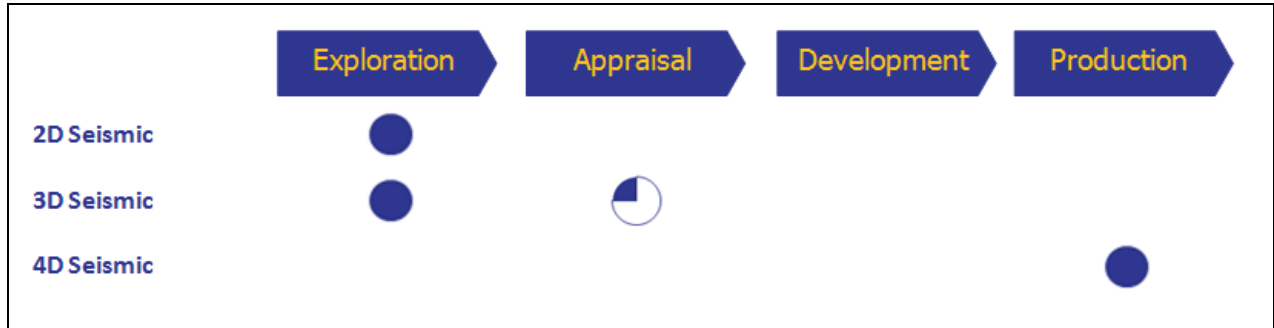 Exploration Appraisal Development Production
2D Seismic
3D Seismic
4D Seismic